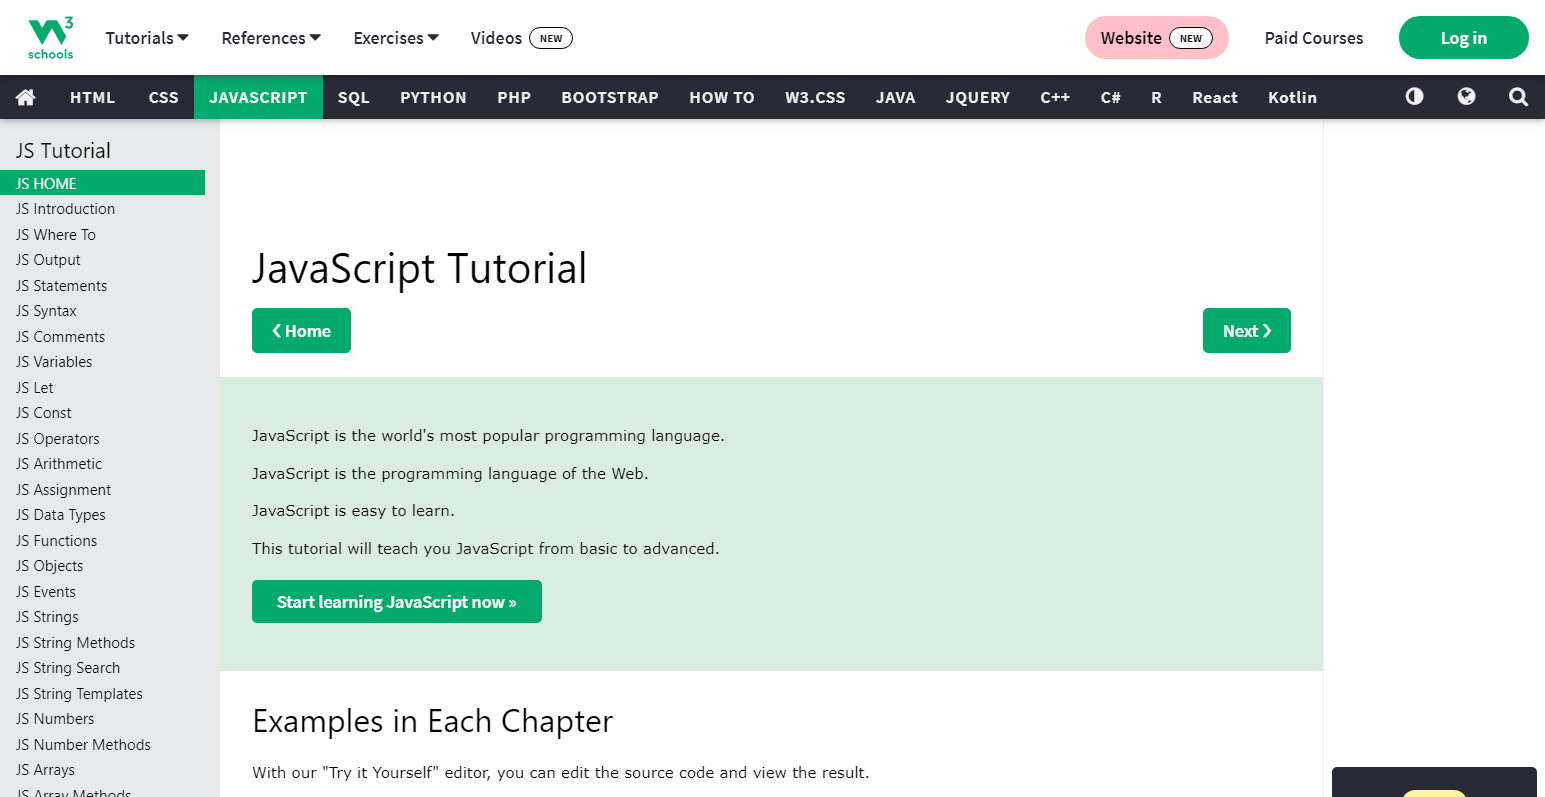 3
schools
Tutorials References Exercises Videos NEW Website NEW Paid Courses Log in
HTML CSS JAVASCRIPT SQL PYTHON PHP BOOTSTRAP HOW TO W3.CSS JAVA JQUERY C++ C# R React Kotlin
JS Tutorial
JS HOME
JS Introduction
JS Where To
JS Output
JS Statements
JS Syntax
JS Comments
JS Variables
JS Let
JS Const
JS Operators
JS Arithmetic
JS Assignment
JS Data Types
JS Functions
JS Objects
JS Events
JS Strings
JS String Methods
JS String Search
JS String Templates
JS Numbers
JS Number Methods
JS Arrays
JS Array Methods
JavaScript Tutorial
❮ Home Next ❯
JavaScript is the world's most popular programming language.
JavaScript is the programming language of the Web.
JavaScript is easy to learn.
This tutorial will teach you JavaScript from basic to advanced.
Start learning JavaScript now »
Examples in Each Chapter
With our "Try it Yourself" editor, you can edit the source code and view the result.